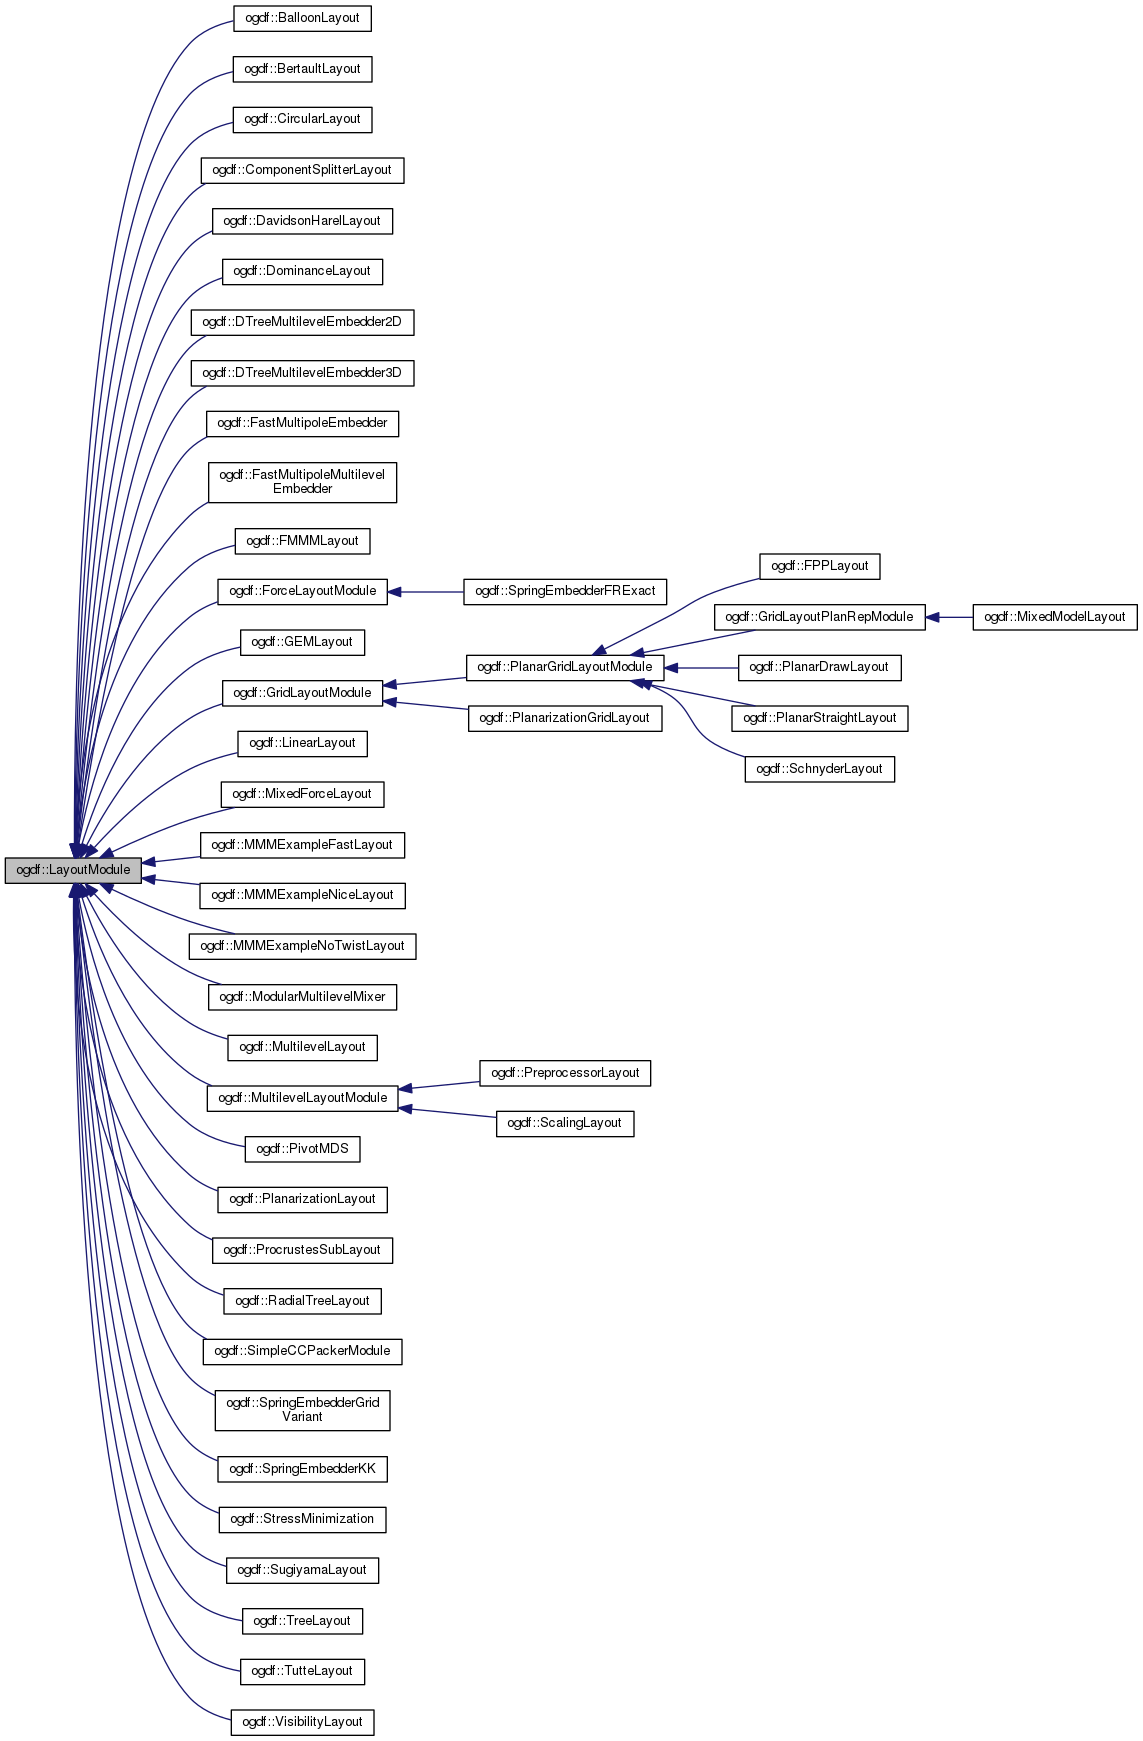 ogdf::BalloonLayout
ogdf::BertaultLayout
ogdf::CircularLayout
ogdf::ComponentSplitterLayout
ogdf::DavidsonHarelLayout
ogdf::DominanceLayout
ogdf::DTreeMultilevelEmbedder2D
ogdf::DTreeMultilevelEmbedder3D
ogdf::FastMultipoleEmbedder
ogdf::FastMultipoleMultilevel
Embedder
ogdf::FMMMLayout
ogdf::ForceLayoutModule
ogdf::SpringEmbedderFRExact
ogdf::GEMLayout
ogdf::GridLayoutModule
ogdf::PlanarGridLayoutModule
ogdf::PlanarizationGridLayout
ogdf::FPPLayout
ogdf::GridLayoutPlanRepModule
ogdf::MixedModelLayout
ogdf::PlanarDrawLayout
ogdf::PlanarStraightLayout
ogdf::SchnyderLayout
ogdf::LinearLayout
ogdf::MixedForceLayout
ogdf::MMMExampleFastLayout
ogdf::LayoutModule
ogdf::MMMExampleNiceLayout
ogdf::MMMExampleNoTwistLayout
ogdf::ModularMultilevelMixer
ogdf::MultilevelLayout
ogdf::MultilevelLayoutModule
ogdf::PreprocessorLayout
ogdf::ScalingLayout
ogdf::PivotMDS
ogdf::PlanarizationLayout
ogdf::ProcrustesSubLayout
ogdf::RadialTreeLayout
ogdf::SimpleCCPackerModule
ogdf::SpringEmbedderGrid
Variant
ogdf::SpringEmbedderKK
ogdf::StressMinimization
ogdf::SugiyamaLayout
ogdf::TreeLayout
ogdf::TutteLayout
ogdf::VisibilityLayout